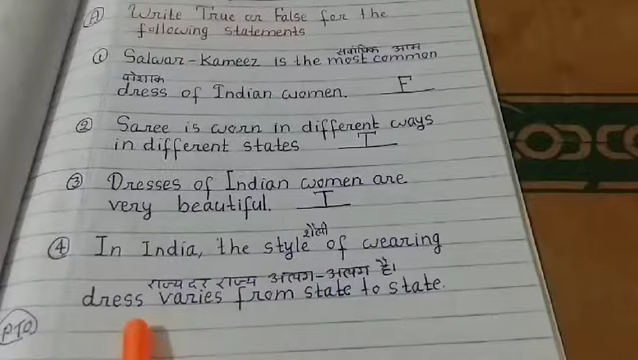 A Write True or False for the
following statements
① Salwar-Kameez is the most common
सर्वाधिक आम
पोशाक
dress of Indian women. F
② Saree is worn in different ways
in different states T
③ Dresses of Indian women are
very beautiful. T
शैली
④ In India, the style of wearing
राज्य दर राज्य अलग-अलग है।
dress varies from state to state.
PTO